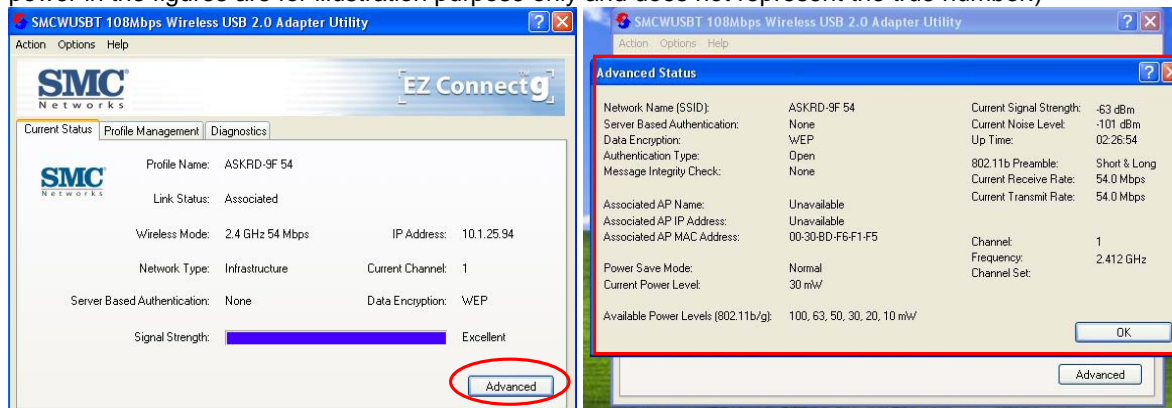 power in the figures are for illustration purpose only and does not represent the true number.)
SMCWUSBT 108Mbps Wireless USB 2.0 Adapter Utility
Action Options Help
SMC
Networks
EZ Connect g
Current Status Profile Management Diagnostics
SMC
Networks
Profile Name: ASKRD-9F 54
Link Status: Associated
Wireless Mode: 2.4 GHz 54 Mbps IP Address: 10.1.25.94
Network Type: Infrastructure Current Channel: 1
Server Based Authentication: None Data Encryption: WEP
Signal Strength: Excellent
Advanced
SMCWUSBT 108Mbps Wireless USB 2.0 Adapter Utility
Action Options Help
Advanced Status
Network Name (SSID): ASKRD-9F 54 Current Signal Strength: -63 dBm
Server Based Authentication: None Current Noise Level: -101 dBm
Data Encryption: WEP Up Time: 02:26:54
Authentication Type: Open 802.11b Preamble: Short & Long
Message Integrity Check: None Current Receive Rate: 54.0 Mbps
Current Transmit Rate: 54.0 Mbps
Associated AP Name: Unavailable
Associated AP IP Address: Unavailable
Associated AP MAC Address: 00-30-BD-F6-F1-F5 Channel: 1
Frequency: 2.412 GHz
Power Save Mode: Normal Channel Set:
Current Power Level: 30 mW
Available Power Levels (802.11b/g): 100, 63, 50, 30, 20, 10 mW
OK
Advanced